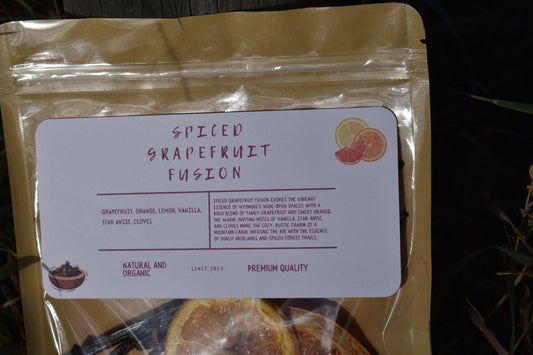 SPICED
GRAPEFRUIT
FUSION
GRAPEFRUIT, ORANGE, LEMON, VANILLA,
STAR ANISE, CLOVES
SPICED GRAPEFRUIT FUSION EVOKES THE VIBRANT
ESSENCE OF WYOMING'S WIDE-OPEN SPACES WITH A
BOLD BLEND OF TANGY GRAPEFRUIT AND SWEET ORANGE.
THE WARM, INVITING NOTES OF VANILLA, STAR ANISE,
AND CLOVES MIMIC THE COZY, RUSTIC CHARM OF A
MOUNTAIN CABIN, INFUSING THE AIR WITH THE ESSENCE
OF SUNLIT HIGHLANDS AND SPICED FOREST TRAILS.
NATURAL AND
ORGANIC
SINCE 2024
PREMIUM QUALITY